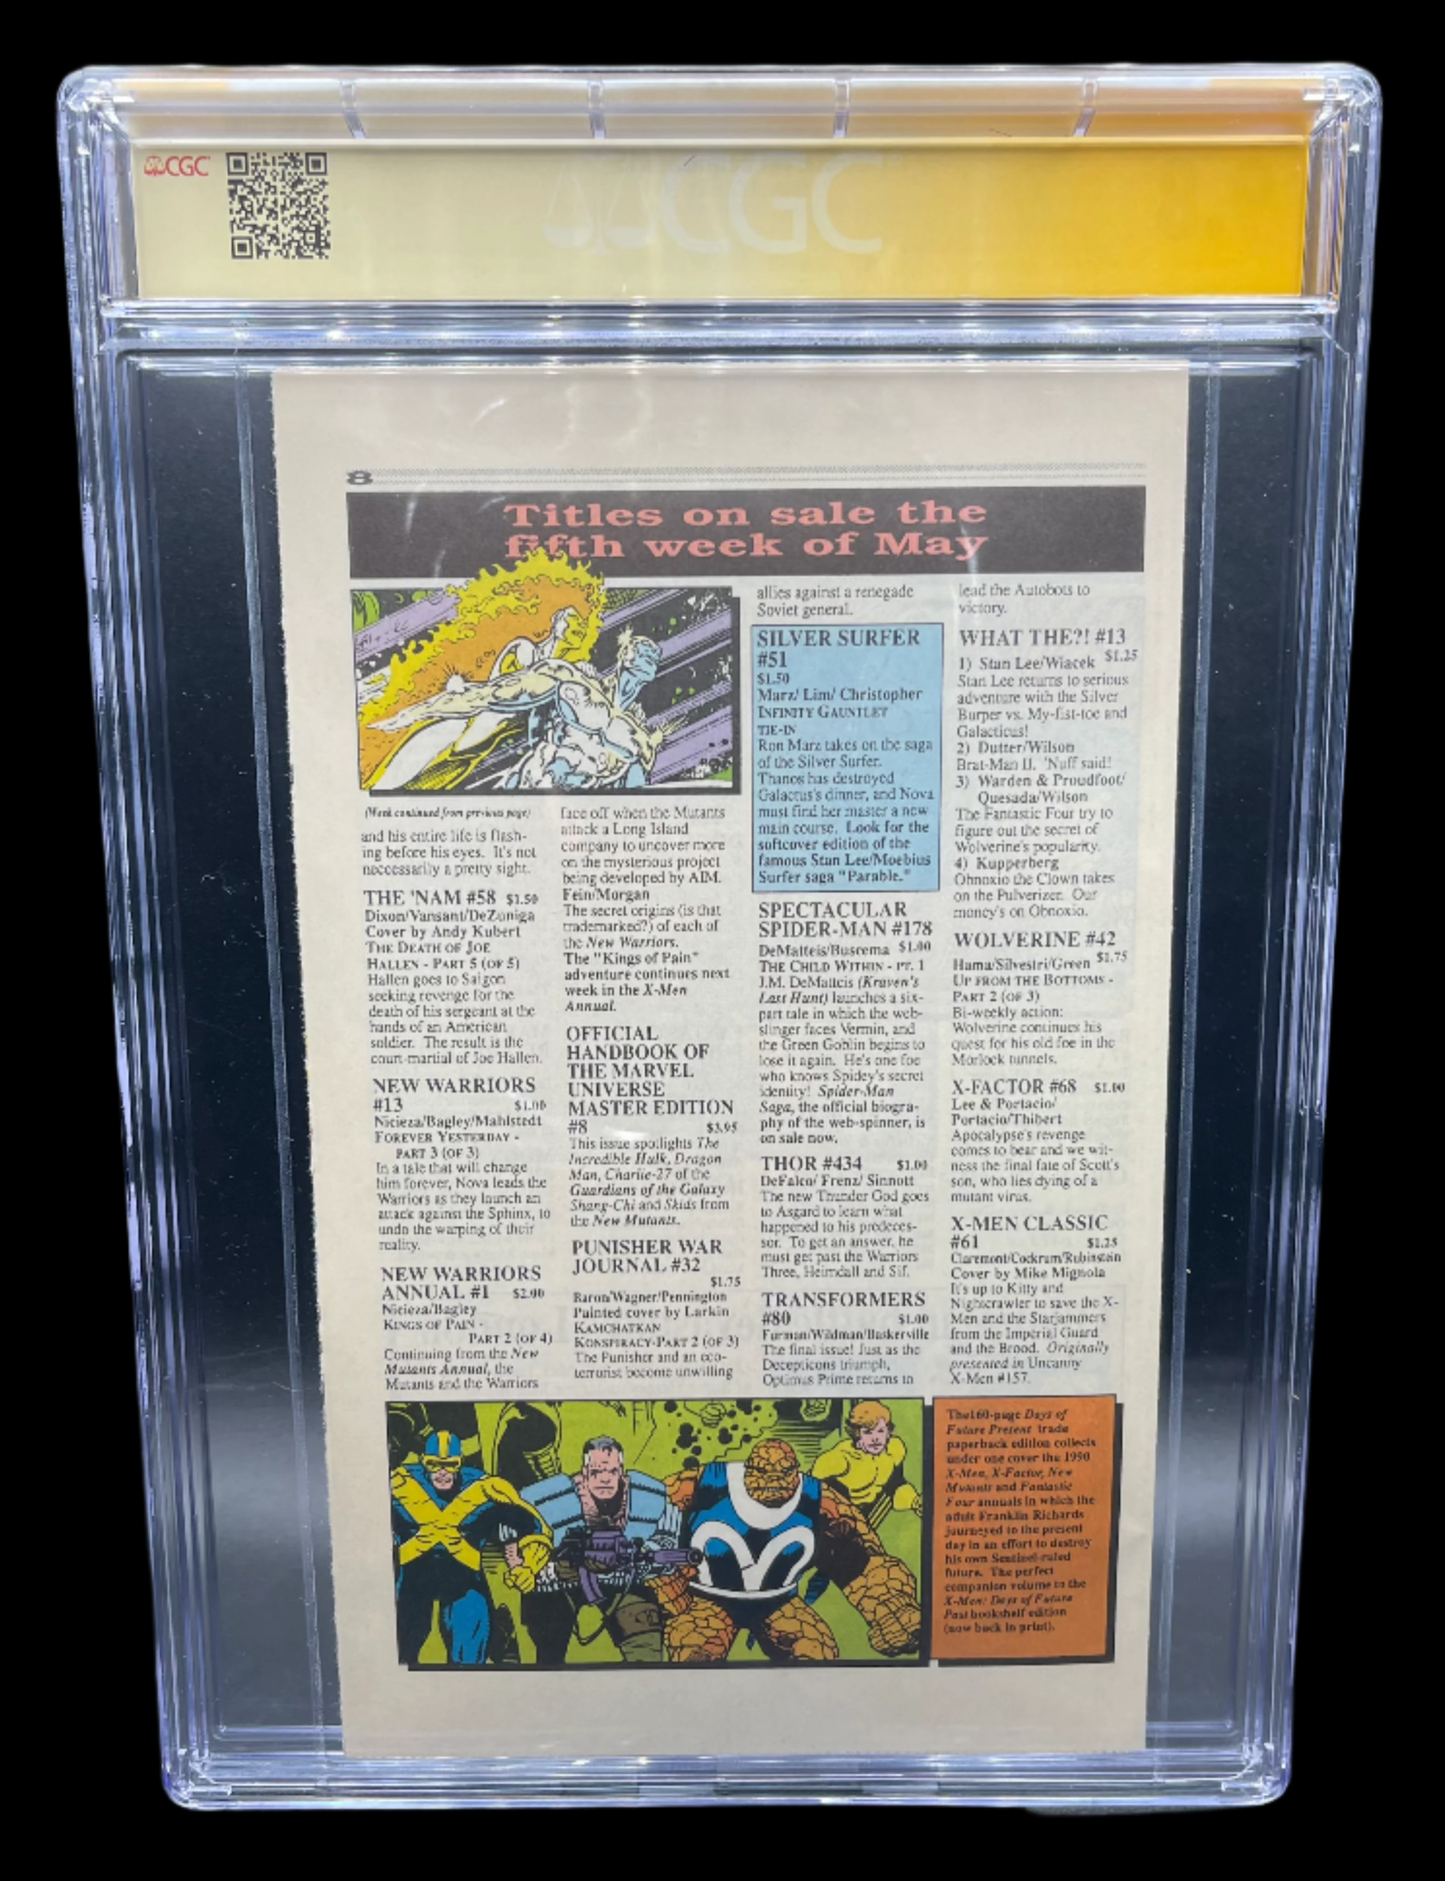 CGC
CGC
8
Titles on sale the
fifth week of May
(Week continued from previous page)
and his entire life is flash-
ing before his eyes. It's not
neccessarily a pretty sight.
THE 'NAM #58 $1.50
Dixon/Vansant/DeZuniga
Cover by Andy Kubert
THE DEATH OF JOE
HALLEN - PART 5 (OF 5)
Hallen goes to Saigon
seeking revenge for the
death of his sergeant at the
hands of an American
soldier. The result is the
court-martial of Joe Hallen.
NEW WARRIORS
#13 $1.00
Nicieza/Bagley/Mahlstedt
FOREVER YESTERDAY -
PART 3 (OF 3)
In a tale that will change
him forever, Nova leads the
Warriors as they launch an
attack against the Sphinx, to
undo the warping of their
reality.
NEW WARRIORS
ANNUAL #1 $2.00
Nicieza/Bagley
KINGS OF PAIN -
PART 2 (OF 4)
Continuing from the New
Mutants Annual, the
Mutants and the Warriors
face off when the Mutants
attack a Long Island
company to uncover more
on the mysterious project
being developed by AIM.
Fein/Morgan
The secret origins (is that
trademarked?) of each of
the New Warriors.
The "Kings of Pain"
adventure continues next
week in the X-Men
Annual.
OFFICIAL
HANDBOOK OF
THE MARVEL
UNIVERSE
MASTER EDITION
#8 $3.95
This issue spotlights The
Incredible Hulk, Dragon
Man, Charlie-27 of the
Guardians of the Galaxy
Shang-Chi and Skids from
the New Mutants.
PUNISHER WAR
JOURNAL #32
$1.75
Baron/Wagner/Pennington
Painted cover by Larkin
KAMCHATKAN
KONSPIRACY-PART 2 (OF 3)
The Punisher and an eco-
terrorist become unwilling
allies against a renegade
Soviet general.
SILVER SURFER
#51
$1.50
Marz/ Lim/ Christopher
INFINITY GAUNTLET
TIE-IN
Ron Marz takes on the saga
of the Silver Surfer.
Thanos has destroyed
Galactus's dinner, and Nova
must find her master a new
main course. Look for the
softcover edition of the
famous Stan Lee/Moebius
Surfer saga "Parable."
SPECTACULAR
SPIDER-MAN #178
DeMatteis/Buscema $1.00
THE CHILD WITHIN - PT. 1
J.M. DeMatteis (Kraven's
Last Hunt) launches a six-
part tale in which the web-
slinger faces Vermin, and
the Green Goblin begins to
lose it again. He's one foe
who knows Spidey's secret
identity! Spider-Man
Saga, the official biogra-
phy of the web-spinner, is
on sale now.
THOR #434 $1.00
DeFalco/ Frenz/ Sinnott
The new Thunder God goes
to Asgard to learn what
happened to his predeces-
sor. To get an answer, he
must get past the Warriors
Three, Heimdall and Sif.
TRANSFORMERS
#80 $1.00
Furman/Wildman/Baskerville
The final issue! Just as the
Decepticons triumph,
Optimus Prime returns to
lead the Autobots to
victory.
WHAT THE?! #13
1) Stan Lee/Wiacek $1.25
Stan Lee returns to serious
adventure with the Silver
Burper vs. My-fist-toe and
Galacticus!
2) Dutter/Wilson
Brat-Man II. 'Nuff said!
3) Warden & Proudfoot/
Quesada/Wilson
The Fantastic Four try to
figure out the secret of
Wolverine's popularity.
4) Kupperberg
Obnoxio the Clown takes
on the Pulverizer. Our
money's on Obnoxio.
WOLVERINE #42
Hama/Silvestri/Green $1.75
UP FROM THE BOTTOMS -
PART 2 (OF 3)
Bi-weekly action:
Wolverine continues his
quest for his old foe in the
Morlock tunnels.
X-FACTOR #68 $1.00
Lee & Portacio/
Portacio/Thibert
Apocalypse's revenge
comes to bear and we wit-
ness the final fate of Scott's
son, who lies dying of a
mutant virus.
X-MEN CLASSIC
#61 $1.25
Claremont/Cockrum/Rubinstein
Cover by Mike Mignola
It's up to Kitty and
Nightcrawler to save the X-
Men and the Starjammers
from the Imperial Guard
and the Brood. Originally
presented in Uncanny
X-Men #157.
The160-page Days of
Future Present trade
paperback edition collects
under one cover the 1990
X-Men, X-Factor, New
Mutants and Fantastic
Four annuals in which the
adult Franklin Richards
journeyed to the present
day in an effort to destroy
his own Sentinel-ruled
future. The perfect
companion volume to the
X-Men: Days of Future
Past bookshelf edition
(now back in print).